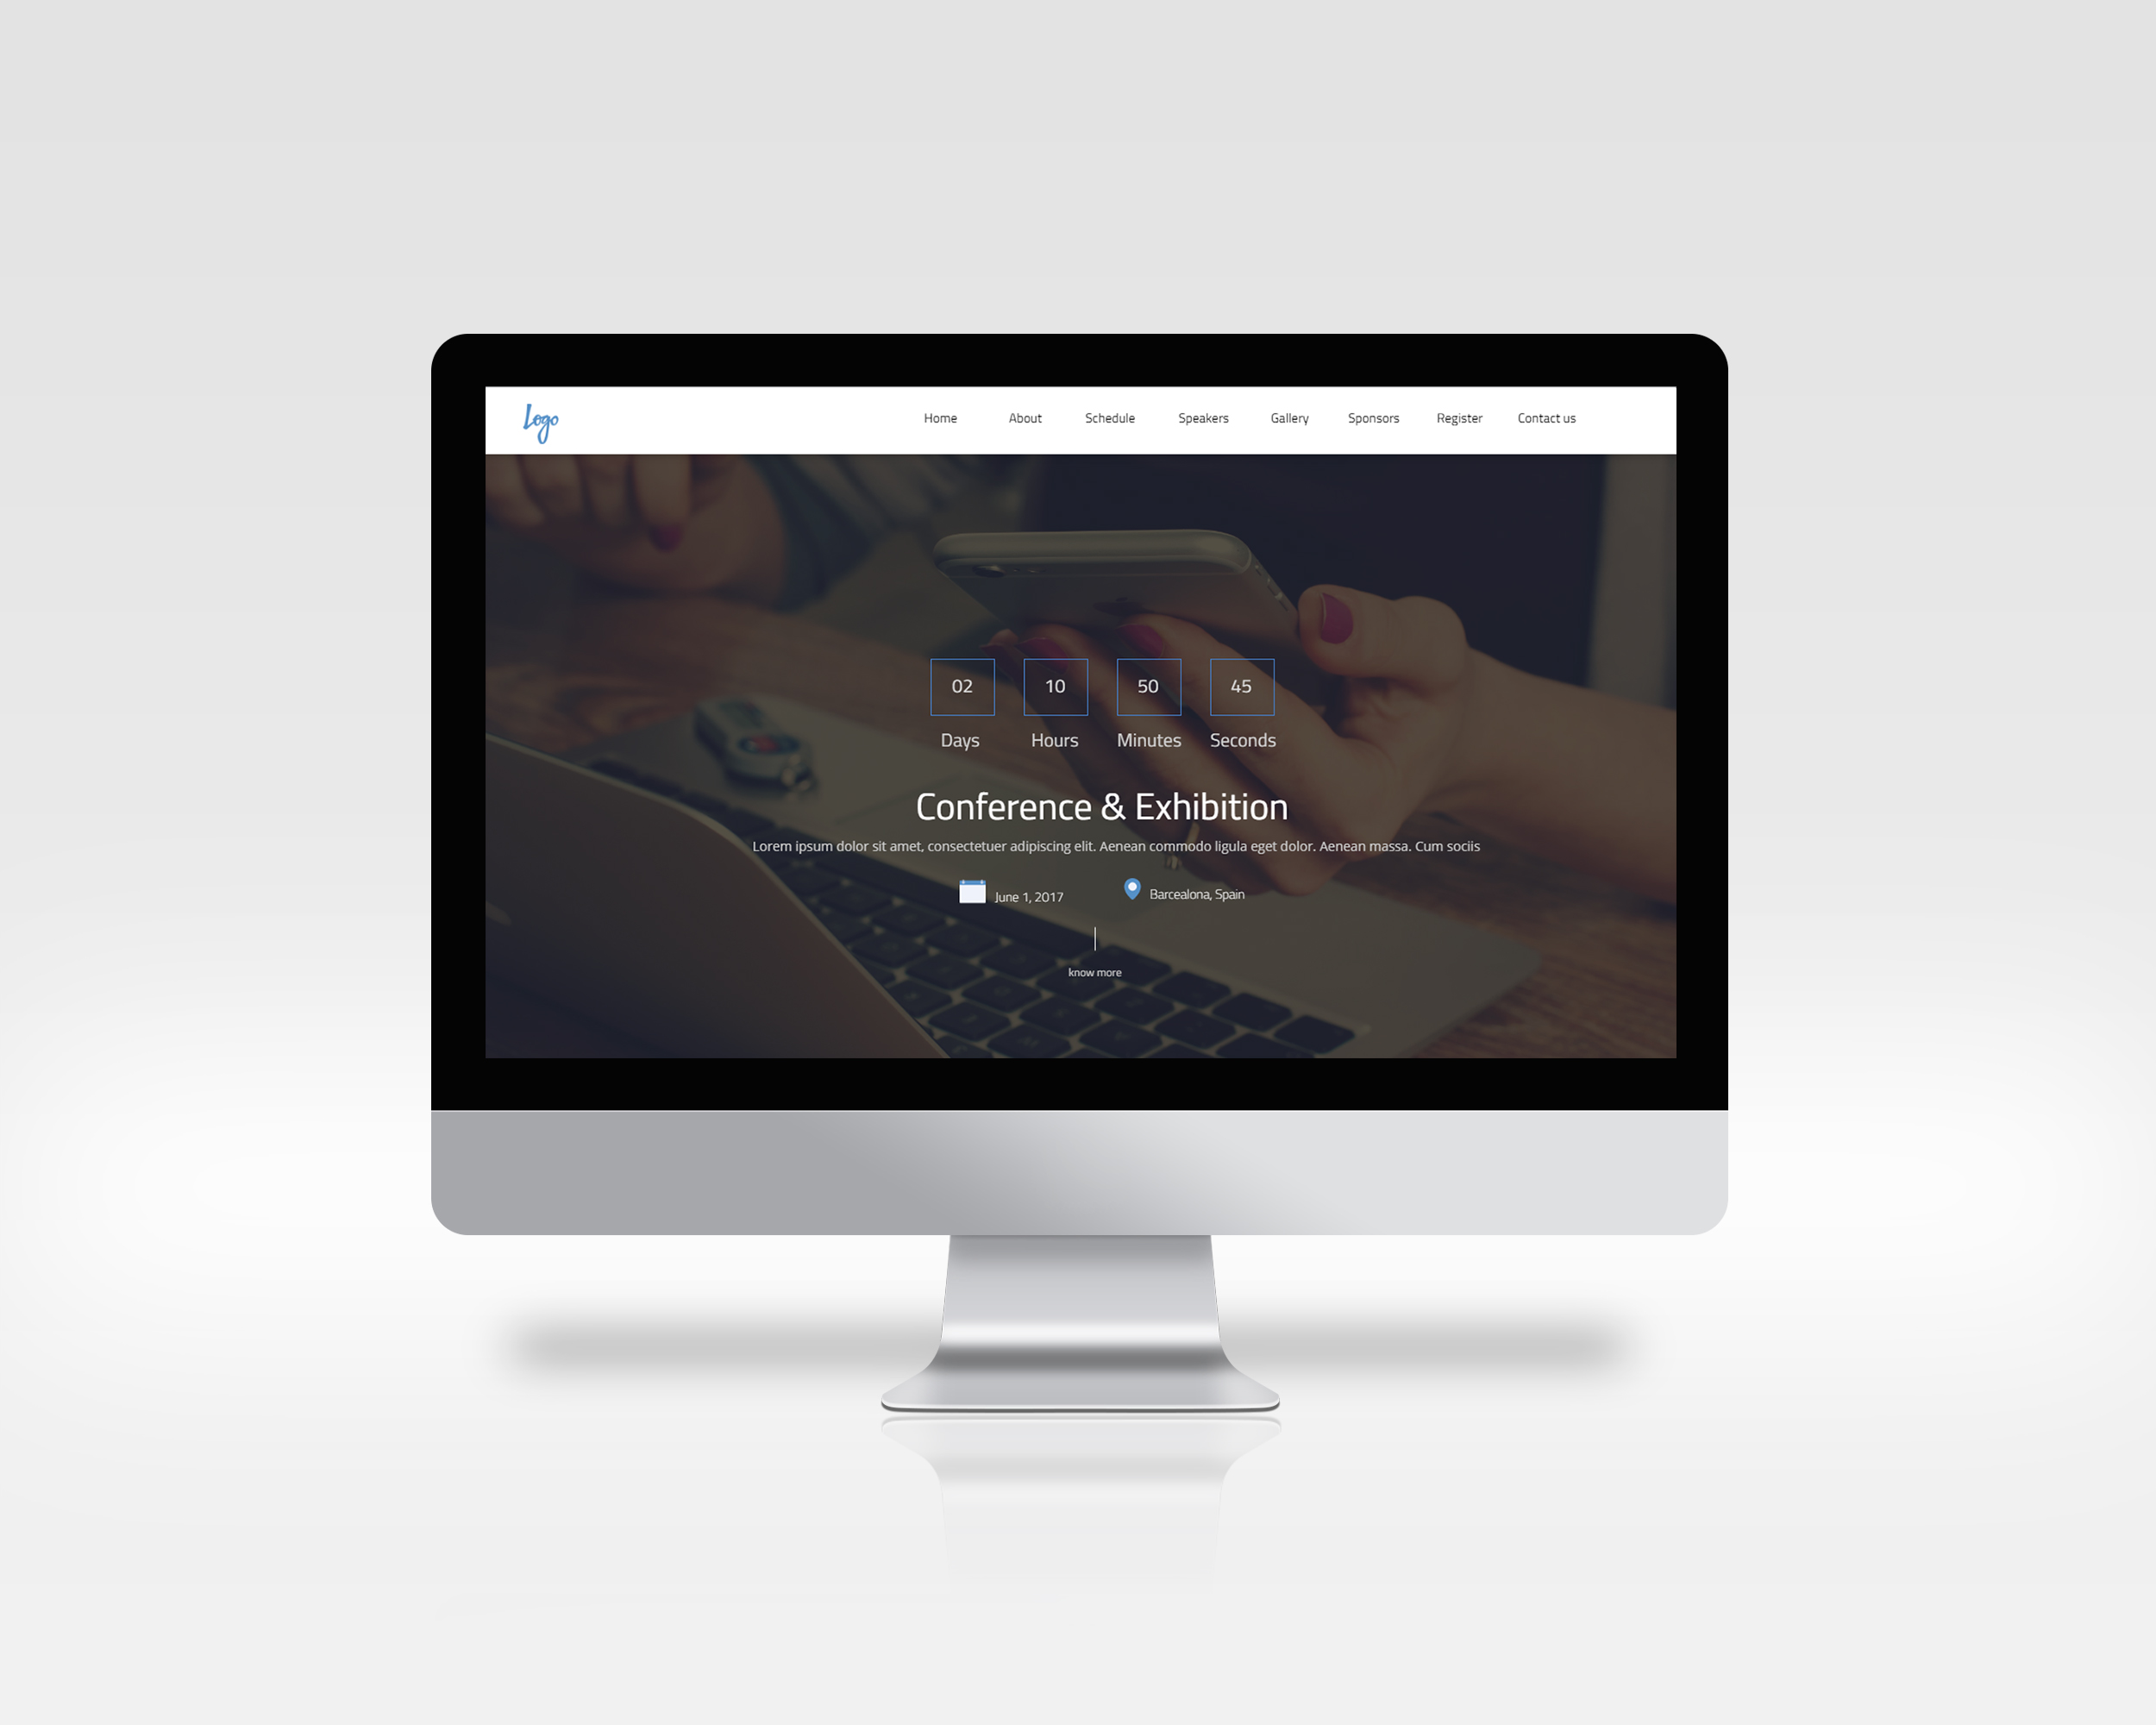 Logo
Home About Schedule Speakers Gallery Sponsors Register Contact us
02 10 50 45
Days Hours Minutes Seconds
Conference & Exhibition
Lorem ipsum dolor sit amet, consectetuer adipiscing elit. Aenean commodo ligula eget dolor. Aenean massa. Cum sociis
June 1, 2017 Barcealona, Spain
know more